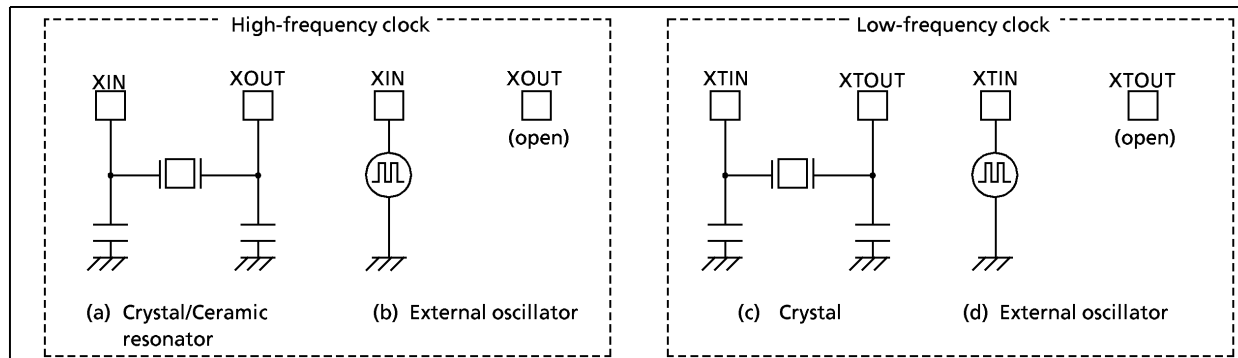 High-frequency clock
XIN
XOUT
XIN
XOUT
(open)
(a) Crystal/Ceramic
resonator
(b) External oscillator
Low-frequency clock
XTIN
XTOUT
XTIN
XTOUT
(open)
(c) Crystal
(d) External oscillator